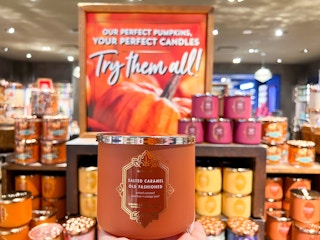 OUR PERFECT PUMPKINS,
YOUR PERFECT CANDLES
Try them all!
SALTED CARAMEL
OLD FASHIONED